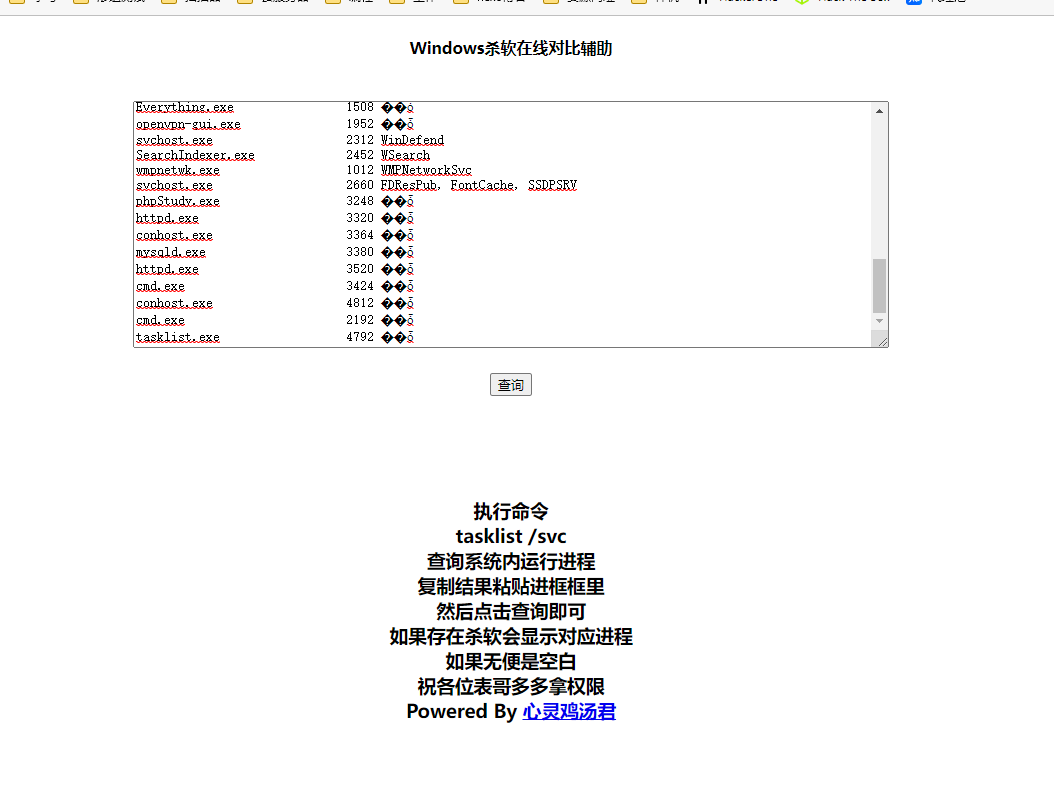 Windows杀软在线对比辅助
Everything.exe 1508 ��ȱ
openvpn-gui.exe 1952 ��ȱ
svchost.exe 2312 WinDefend
SearchIndexer.exe 2452 WSearch
wmpnetwk.exe 1012 WMPNetworkSvc
svchost.exe 2660 FDResPub, FontCache, SSDPSRV
phpStudy.exe 3248 ��ȱ
httpd.exe 3320 ��ȱ
conhost.exe 3364 ��ȱ
mysqld.exe 3380 ��ȱ
httpd.exe 3520 ��ȱ
cmd.exe 3424 ��ȱ
conhost.exe 4812 ��ȱ
cmd.exe 2192 ��ȱ
tasklist.exe 4792 ��ȱ
查询
执行命令
tasklist /svc
查询系统内运行进程
复制结果粘贴进框框里
然后点击查询即可
如果存在杀软会显示对应进程
如果无便是空白
祝各位表哥多多拿权限
Powered By 心灵鸡汤君